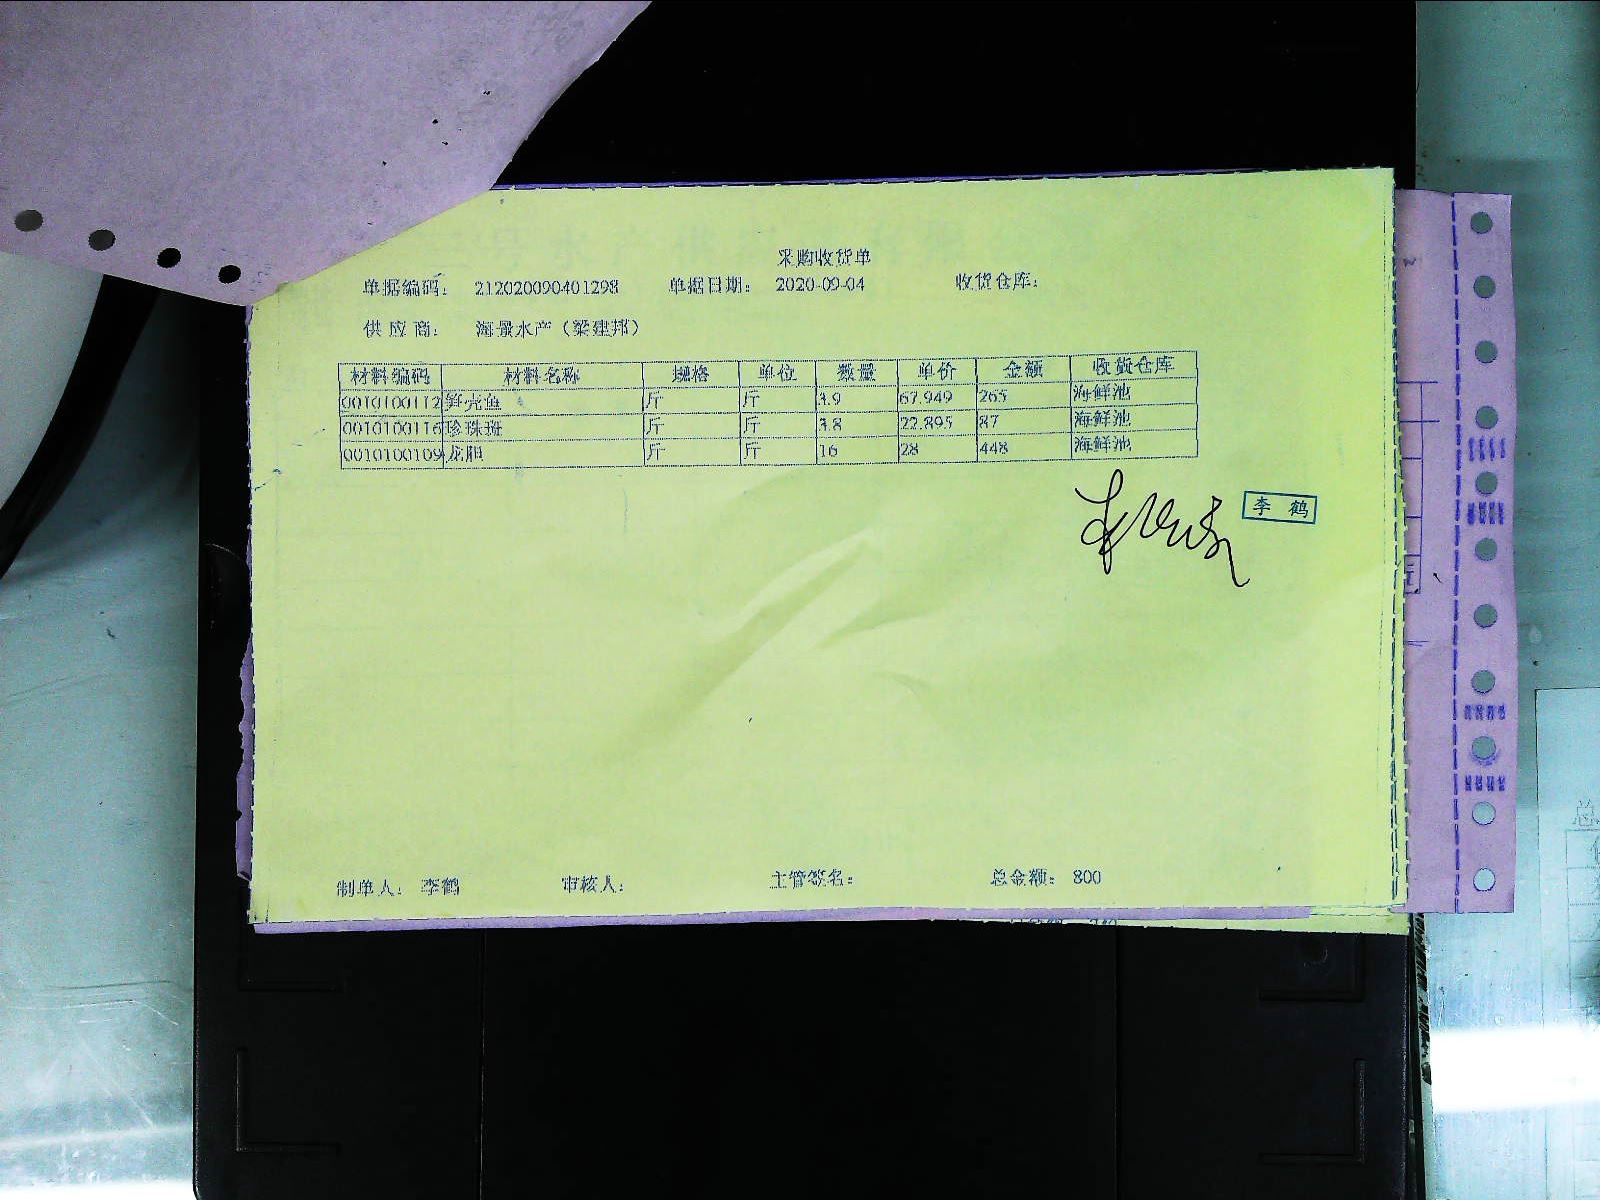 采购收货单
单据编码： 212020090401298 单据日期： 2020-09-04 收货仓库：
供 应 商： 海景水产（梁建邦）
材料编码 材料名称 规格 单位 数量 单价 金额 收货仓库
0010100112 笋壳鱼 斤 斤 3.9 67.949 265 海鲜池
0010100116 珍珠斑 斤 斤 3.8 22.895 87 海鲜池
0010100109 龙胆 斤 斤 16 28 448 海鲜池
李 鹤
制单人： 李鹤 审核人： 主管签名： 总金额： 800